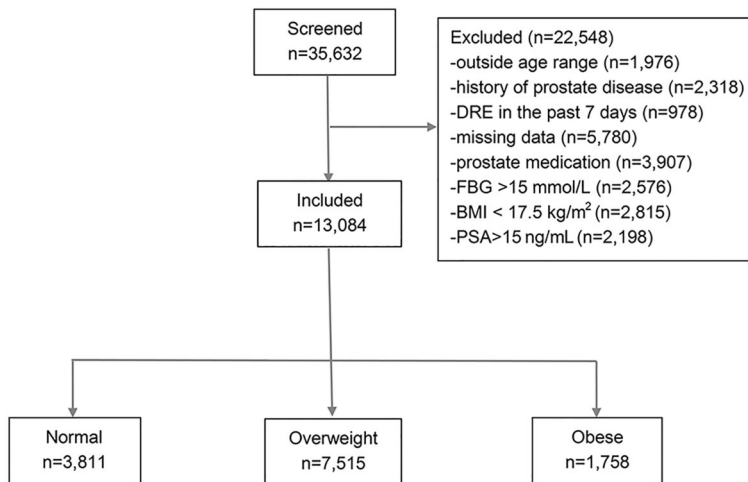 Screened
n=35,632
Excluded (n=22,548)
-outside age range (n=1,976)
-history of prostate disease (n=2,318)
-DRE in the past 7 days (n=978)
-missing data (n=5,780)
-prostate medication (n=3,907)
-FBG >15 mmol/L (n=2,576)
-BMI < 17.5 kg/m² (n=2,815)
-PSA>15 ng/mL (n=2,198)
Included
n=13,084
Normal
n=3,811
Overweight
n=7,515
Obese
n=1,758